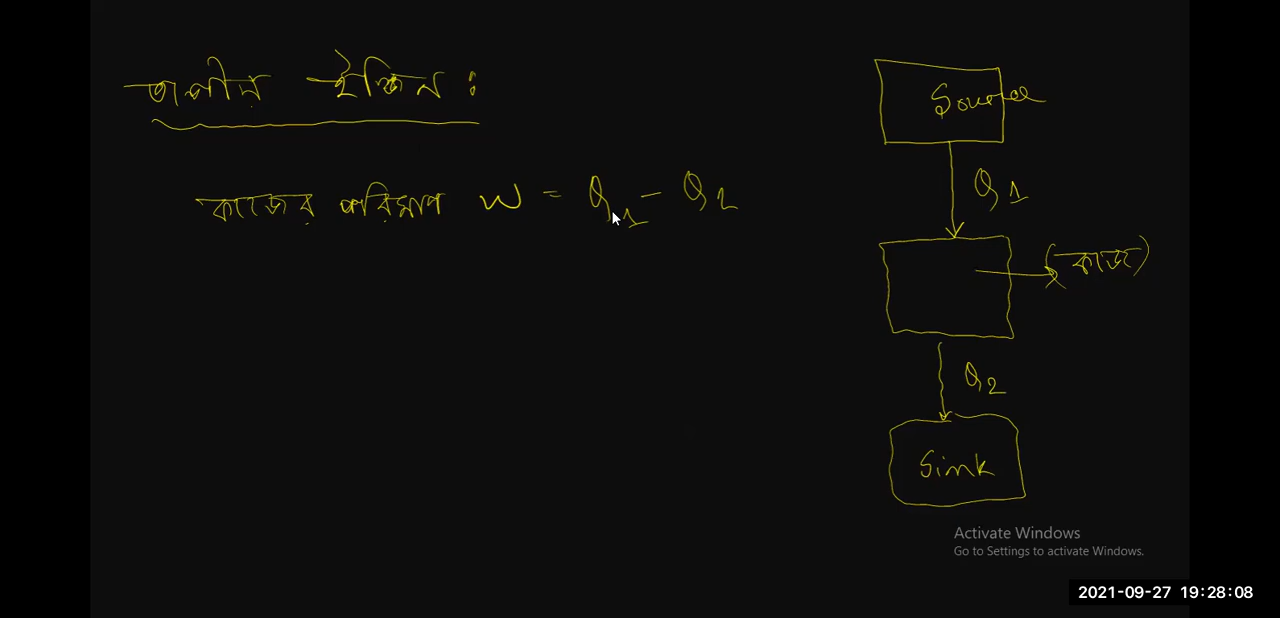 তাপীয় ইঞ্জিন :
কাজের পরিমাপ W = Q1 - Q2
Source
Q1
(কাজ)
Q2
Sink
Activate Windows
Go to Settings to activate Windows.
2021-09-27 19:28:08